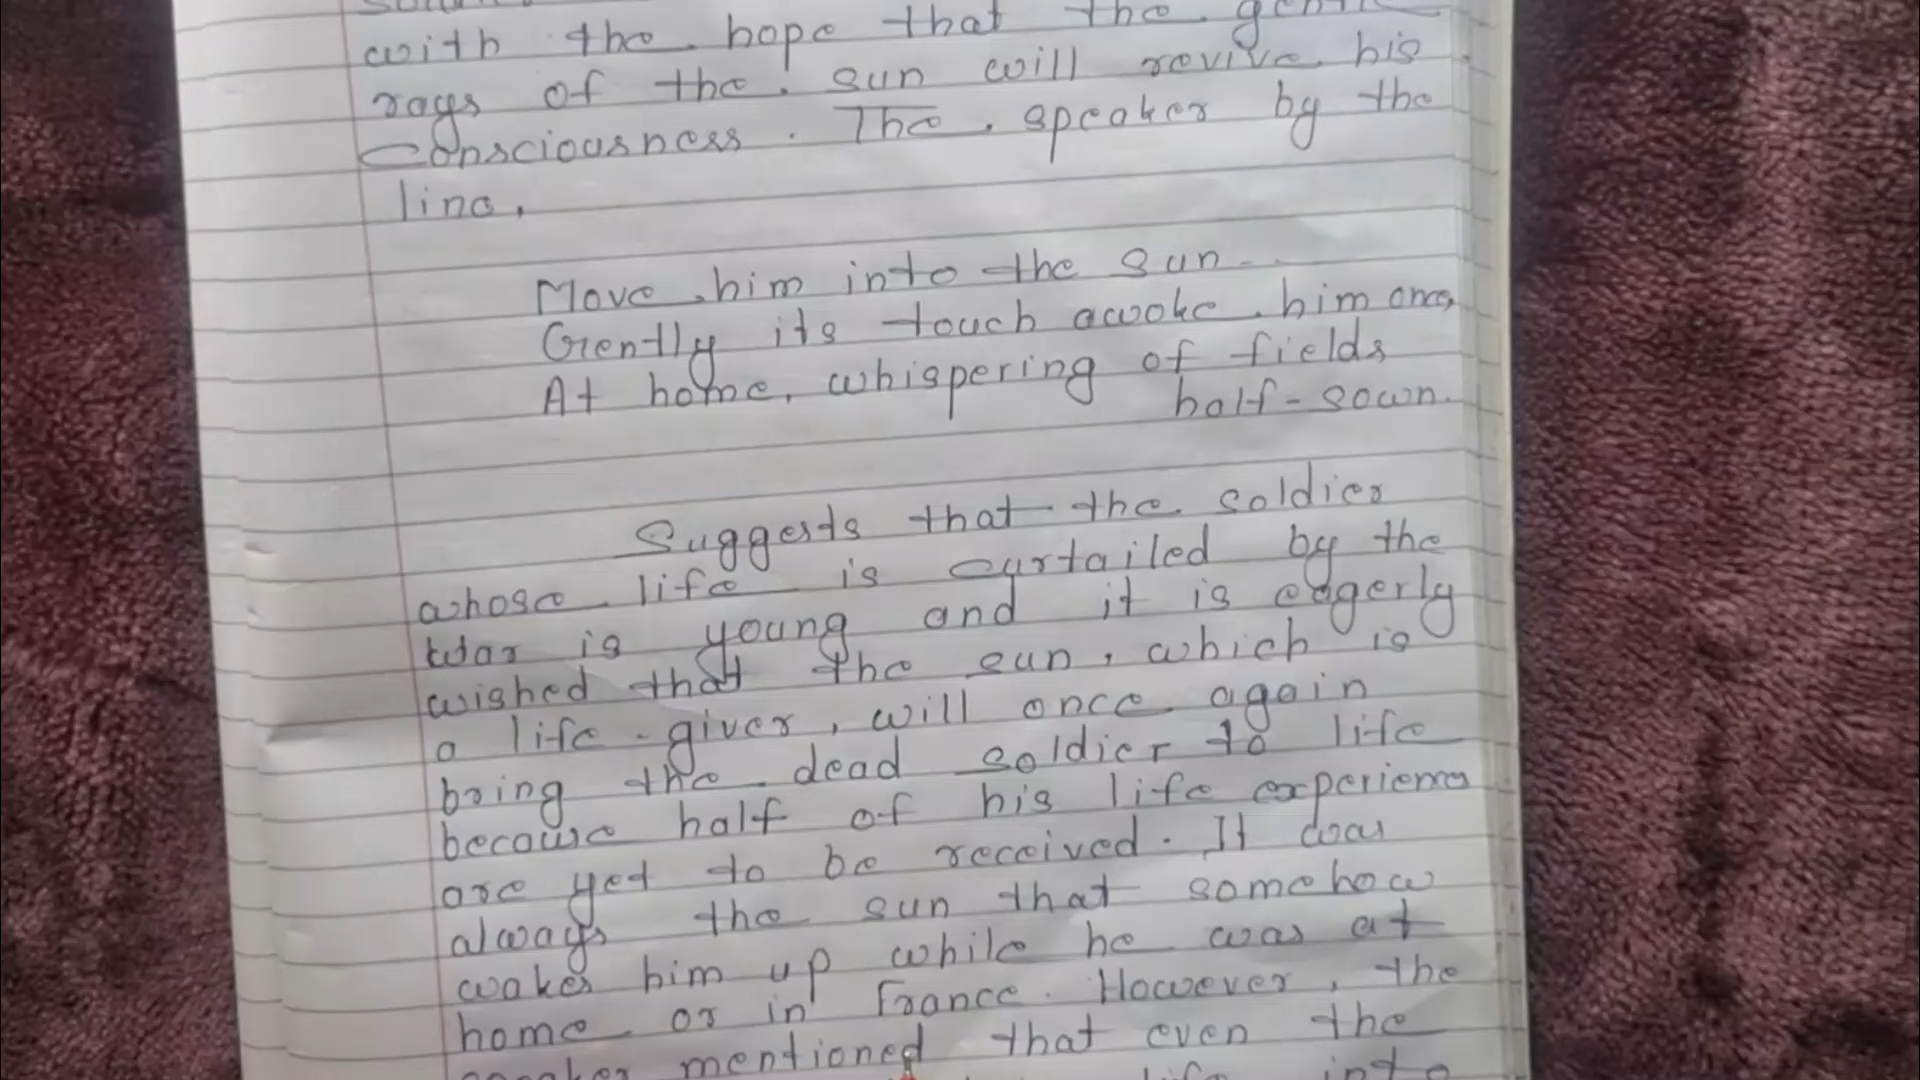 with the hope that the
rays of the sun will revive his
consciousness. The speaker by the
line,
Move him into the sun -
Gently its touch awoke him once,
At home, whispering of fields
half-sown.
Suggests that the soldier
whose life is curtailed by the
war is young and it is eagerly
wished that the sun, which is
a life-giver, will once again
bring the dead soldier to life
because half of his life experiences
are yet to be received. It was
always the sun that somehow
wakes him up while he was at
home or in France. However, the
mentioned that even the